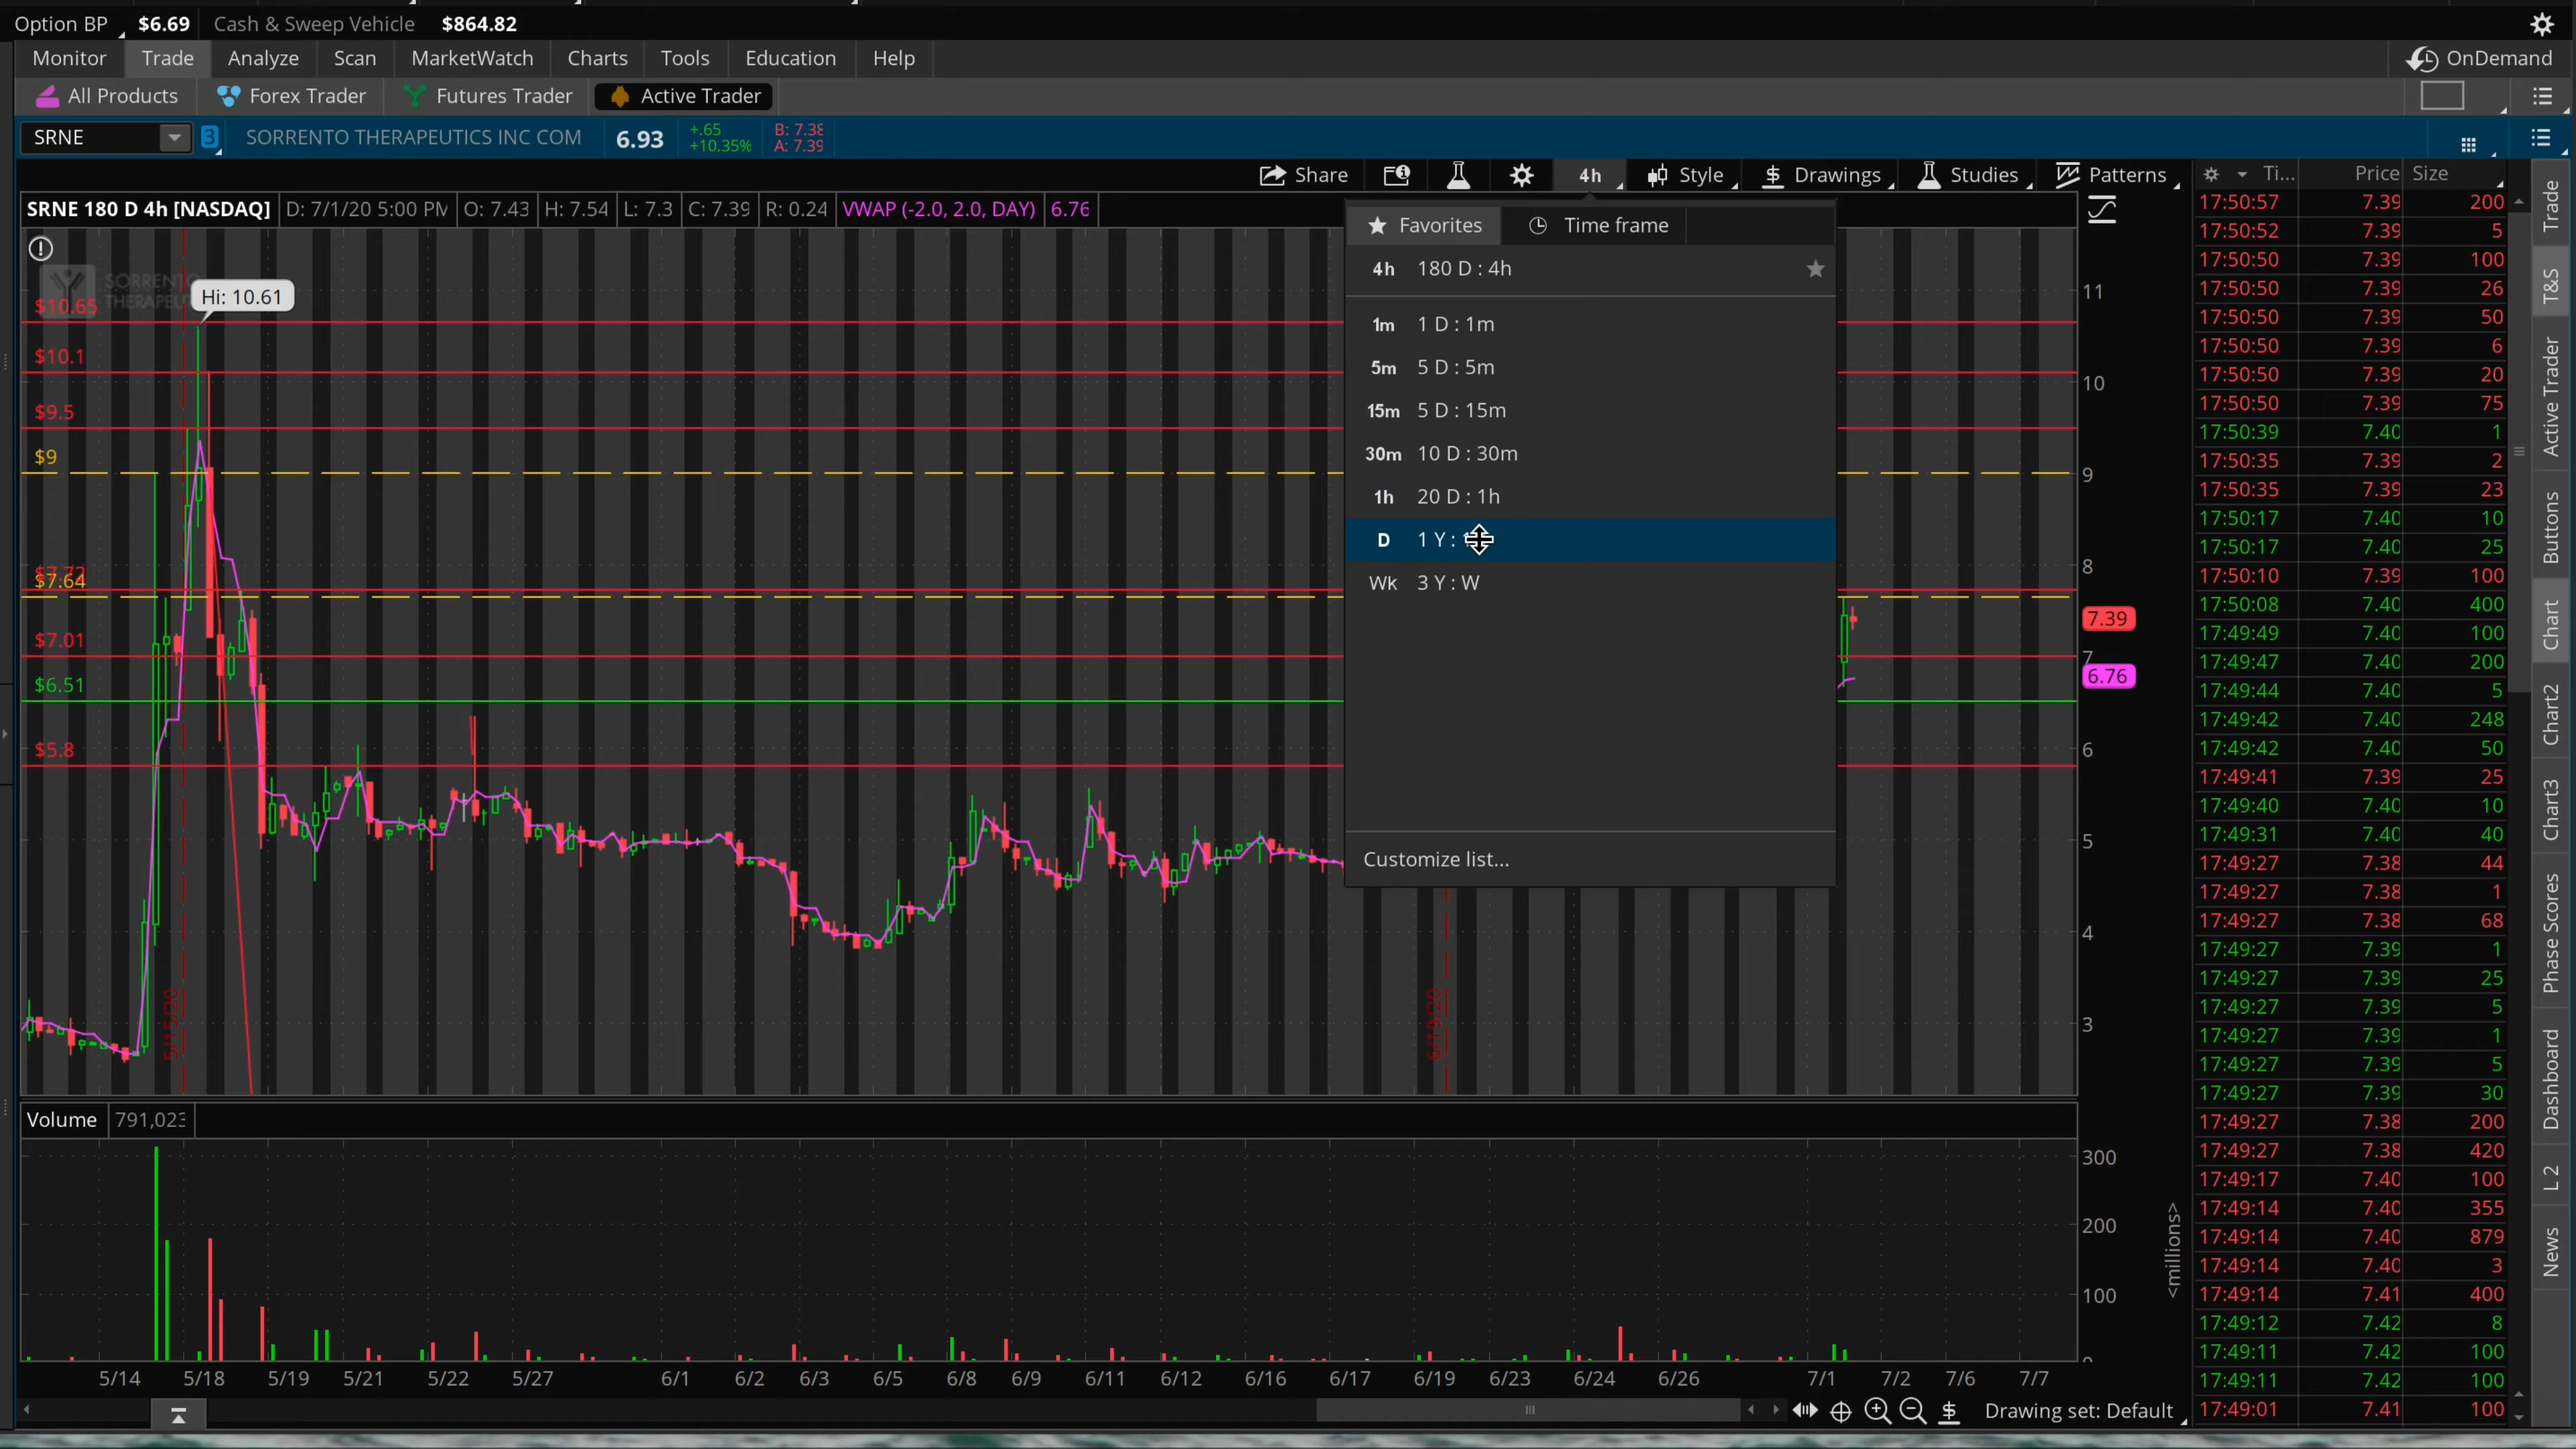 Option BP $6.69 Cash & Sweep Vehicle $864.82
Monitor Trade Analyze Scan MarketWatch Charts Tools Education Help OnDemand
All Products Forex Trader Futures Trader Active Trader
SRNE 3 SORRENTO THERAPEUTICS INC COM 6.93 +.65 +10.35% B: 7.38 A: 7.39
Share 4h Style $ Drawings Studies Patterns
SRNE 180 D 4h [NASDAQ] D: 7/1/20 5:00 PM O: 7.43 H: 7.54 L: 7.3 C: 7.39 R: 0.24 VWAP (-2.0, 2.0, DAY) 6.76
Hi: 10.61
$10.65
$10.1
$9.5
$9
$7.64
$7.01
$6.51
$5.8
5/15/20
6/19/20
Favorites Time frame
4h 180 D : 4h
1m 1 D : 1m
5m 5 D : 5m
15m 5 D : 15m
30m 10 D : 30m
1h 20 D : 1h
D 1 Y :
Wk 3 Y : W
Customize list...
11
10
9
8
7.39
7
6.76
6
5
4
3
Volume 791,023
300
200
100
0
<millions>
5/14 5/18 5/19 5/21 5/22 5/27 6/1 6/2 6/3 6/5 6/8 6/9 6/11 6/12 6/16 6/17 6/19 6/23 6/24 6/26 7/1 7/2 7/6 7/7
Drawing set: Default
Ti... Price Size
17:50:57 7.39 200
17:50:52 7.39 5
17:50:50 7.39 100
17:50:50 7.39 26
17:50:50 7.39 50
17:50:50 7.39 6
17:50:50 7.39 20
17:50:50 7.39 75
17:50:39 7.40 1
17:50:35 7.39 2
17:50:35 7.39 23
17:50:17 7.40 10
17:50:17 7.40 25
17:50:10 7.39 100
17:50:08 7.40 400
17:49:49 7.40 100
17:49:47 7.40 200
17:49:44 7.40 5
17:49:42 7.40 248
17:49:42 7.40 50
17:49:41 7.39 25
17:49:40 7.40 10
17:49:31 7.40 40
17:49:27 7.38 44
17:49:27 7.38 1
17:49:27 7.38 68
17:49:27 7.39 1
17:49:27 7.39 25
17:49:27 7.39 5
17:49:27 7.39 1
17:49:27 7.39 5
17:49:27 7.39 30
17:49:27 7.38 200
17:49:27 7.38 420
17:49:17 7.40 100
17:49:14 7.40 355
17:49:14 7.40 879
17:49:14 7.40 3
17:49:14 7.41 400
17:49:12 7.42 8
17:49:11 7.42 100
17:49:11 7.42 100
17:49:01 7.41 100
Trade
T&S
Active Trader
Buttons
Chart
Chart2
Chart3
Phase Scores
Dashboard
L 2
News